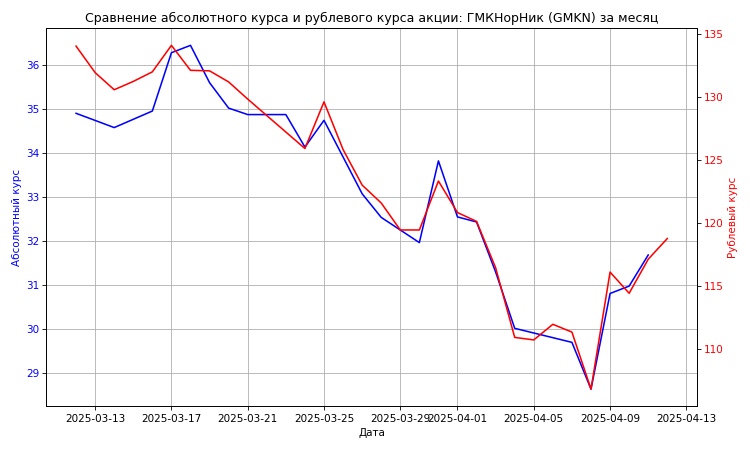 Сравнение абсолютного курса и рублевого курса акции: ГМКНорНик (GMKN) за месяц
Абсолютный курс
36
35
34
33
32
31
30
29
135
130
125
120
115
110
Рублевый курс
2025-03-13 2025-03-17 2025-03-21 2025-03-25 2025-03-29 2025-04-01 2025-04-05 2025-04-09 2025-04-13
Дата